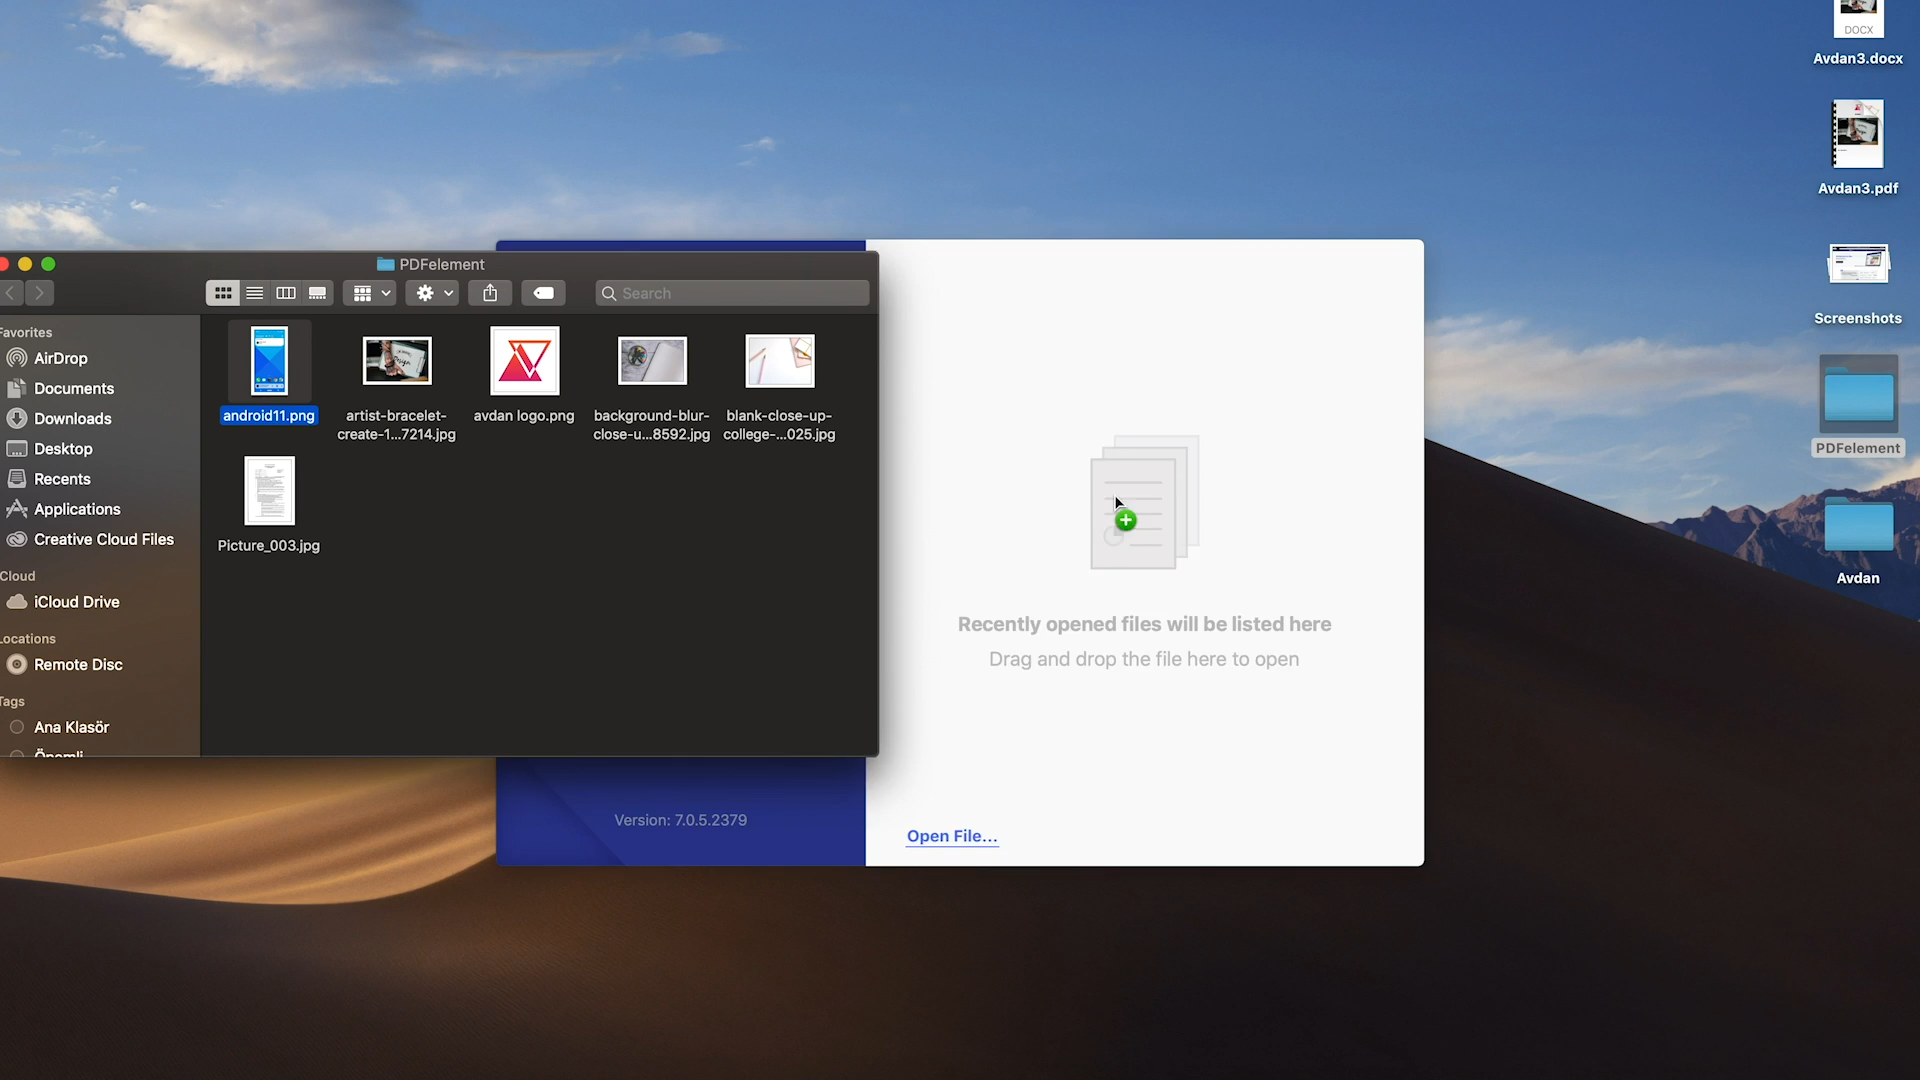 DOCX
Avdan3.docx
Avdan3.pdf
Screenshots
PDFelement
Avdan
PDFelement
Search
Favorites
AirDrop
Documents
Downloads
Desktop
Recents
Applications
Creative Cloud Files
iCloud
iCloud Drive
Locations
Remote Disc
Tags
Ana Klasör
Önemli
android11.png
artist-bracelet-
create-1...7214.jpg
avdan logo.png
background-blur-
close-u...8592.jpg
blank-close-up-
college-...025.jpg
Picture_003.jpg
Recently opened files will be listed here
Drag and drop the file here to open
Version: 7.0.5.2379
Open File...